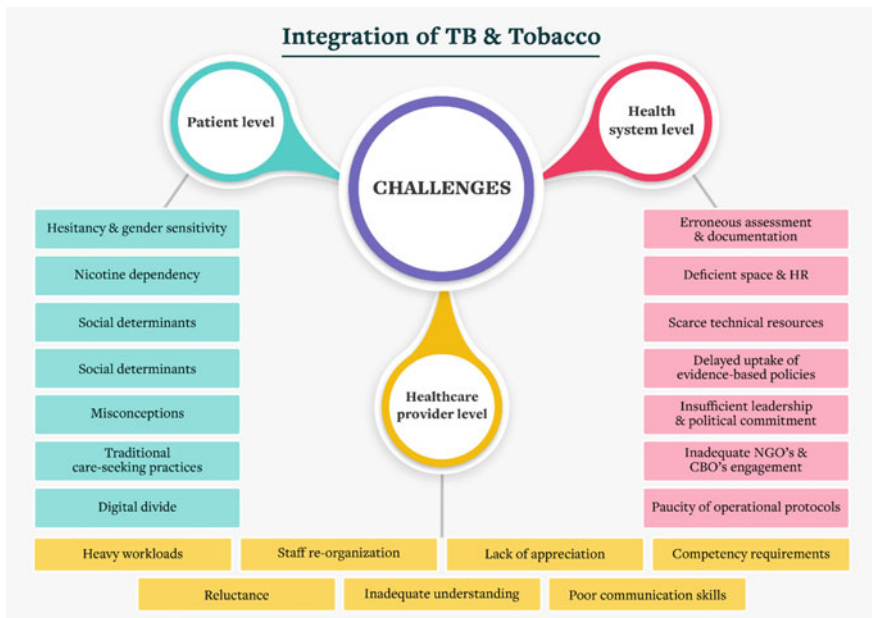 Integration of TB & Tobacco
Patient level
CHALLENGES
Health
system level
Healthcare
provider level
Hesitancy & gender sensitivity
Nicotine dependency
Social determinants
Social determinants
Misconceptions
Traditional
care-seeking practices
Digital divide
Erroneous assessment
& documentation
Deficient space & HR
Scarce technical resources
Delayed uptake of
evidence-based policies
Insufficient leadership
& political commitment
Inadequate NGO's &
CBO's engagement
Paucity of operational protocols
Heavy workloads
Staff re-organization
Lack of appreciation
Competency requirements
Reluctance
Inadequate understanding
Poor communication skills